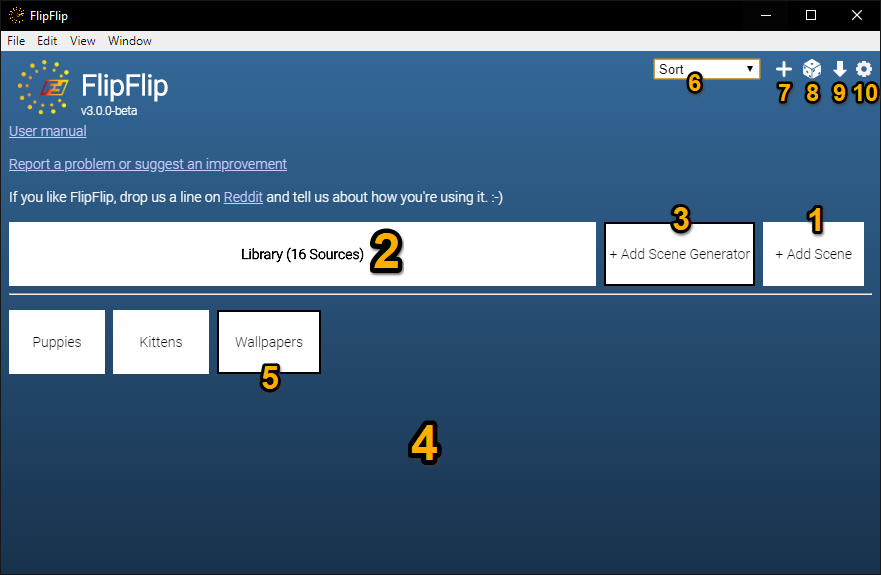 FlipFlip
File Edit View Window
FlipFlip
v3.0.0-beta
Sort
6
7
8
9
10
User manual
Report a problem or suggest an improvement
If you like FlipFlip, drop us a line on Reddit and tell us about how you're using it. :-)
Library (16 Sources)
2
3
+ Add Scene Generator
1
+ Add Scene
Puppies
Kittens
Wallpapers
5
4